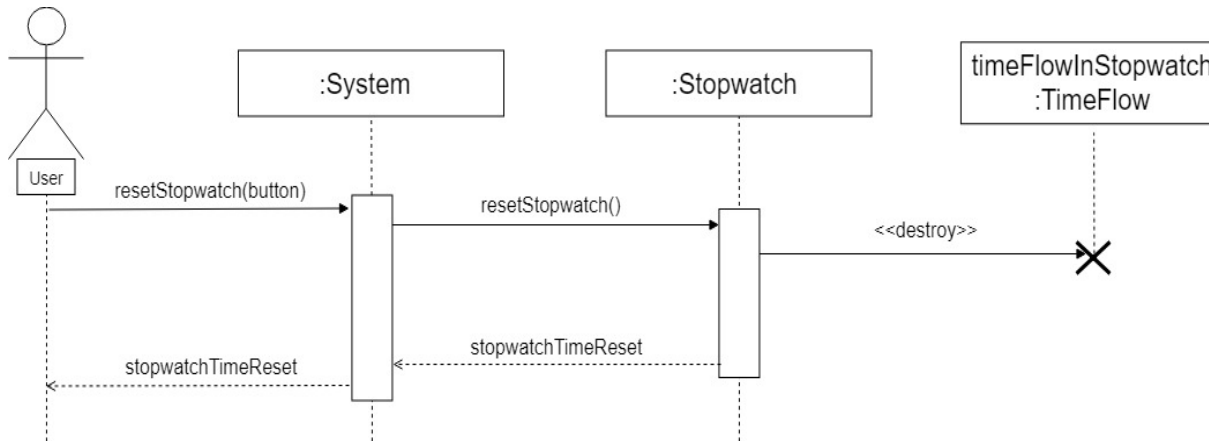 :System
:Stopwatch
timeFlowInStopwatch
:TimeFlow
User
resetStopwatch(button)
resetStopwatch()
<<destroy>>
stopwatchTimeReset
stopwatchTimeReset